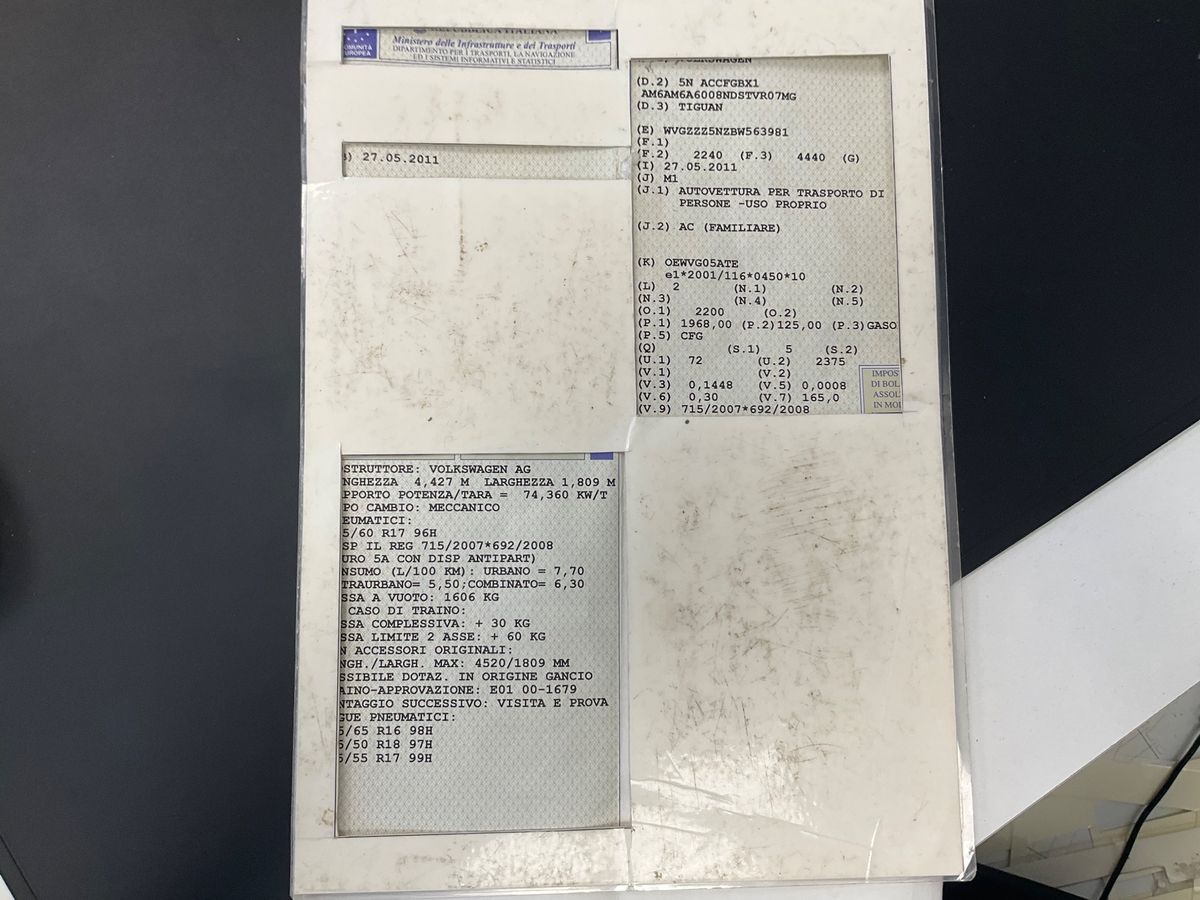 REPUBBLICA ITALIANA
COMUNITÀ
EUROPEA
Ministero delle Infrastrutture e dei Trasporti
DIPARTIMENTO PER I TRASPORTI, LA NAVIGAZIONE
ED I SISTEMI INFORMATIVI E STATISTICI
) 27.05.2011
STRUTTORE: VOLKSWAGEN AG
NGHEZZA 4,427 M LARGHEZZA 1,809 M
PPORTO POTENZA/TARA = 74,360 KW/T
PO CAMBIO: MECCANICO
EUMATICI:
5/60 R17 96H
SP IL REG 715/2007*692/2008
URO 5A CON DISP ANTIPART)
NSUMO (L/100 KM): URBANO = 7,70
TRAURBANO= 5,50;COMBINATO= 6,30
SSA A VUOTO: 1606 KG
CASO DI TRAINO:
SSA COMPLESSIVA: + 30 KG
SSA LIMITE 2 ASSE: + 60 KG
N ACCESSORI ORIGINALI:
NGH./LARGH. MAX: 4520/1809 MM
SSIBILE DOTAZ. IN ORIGINE GANCIO
AINO-APPROVAZIONE: E01 00-1679
NTAGGIO SUCCESSIVO: VISITA E PROVA
GUE PNEUMATICI:
5/65 R16 98H
5/50 R18 97H
5/55 R17 99H
VOLKSWAGEN
(D.2) 5N ACCFGBX1
AM6AM6A6008NDSTVR07MG
(D.3) TIGUAN
(E) WVGZZZ5NZBW563981
(F.1)
(F.2) 2240 (F.3) 4440 (G)
(I) 27.05.2011
(J) M1
(J.1) AUTOVETTURA PER TRASPORTO DI
PERSONE -USO PROPRIO
(J.2) AC (FAMILIARE)
(K) OEWVG05ATE
e1*2001/116*0450*10
(L) 2 (N.1) (N.2)
(N.3) (N.4) (N.5)
(O.1) 2200 (O.2)
(P.1) 1968,00 (P.2)125,00 (P.3)GASO
(P.5) CFG
(Q) (S.1) 5 (S.2)
(U.1) 72 (U.2) 2375
(V.1) (V.2)
(V.3) 0,1448 (V.5) 0,0008
(V.6) 0,30 (V.7) 165,0
(V.9) 715/2007*692/2008
IMPOS
DI BOL
ASSOL
IN MOD